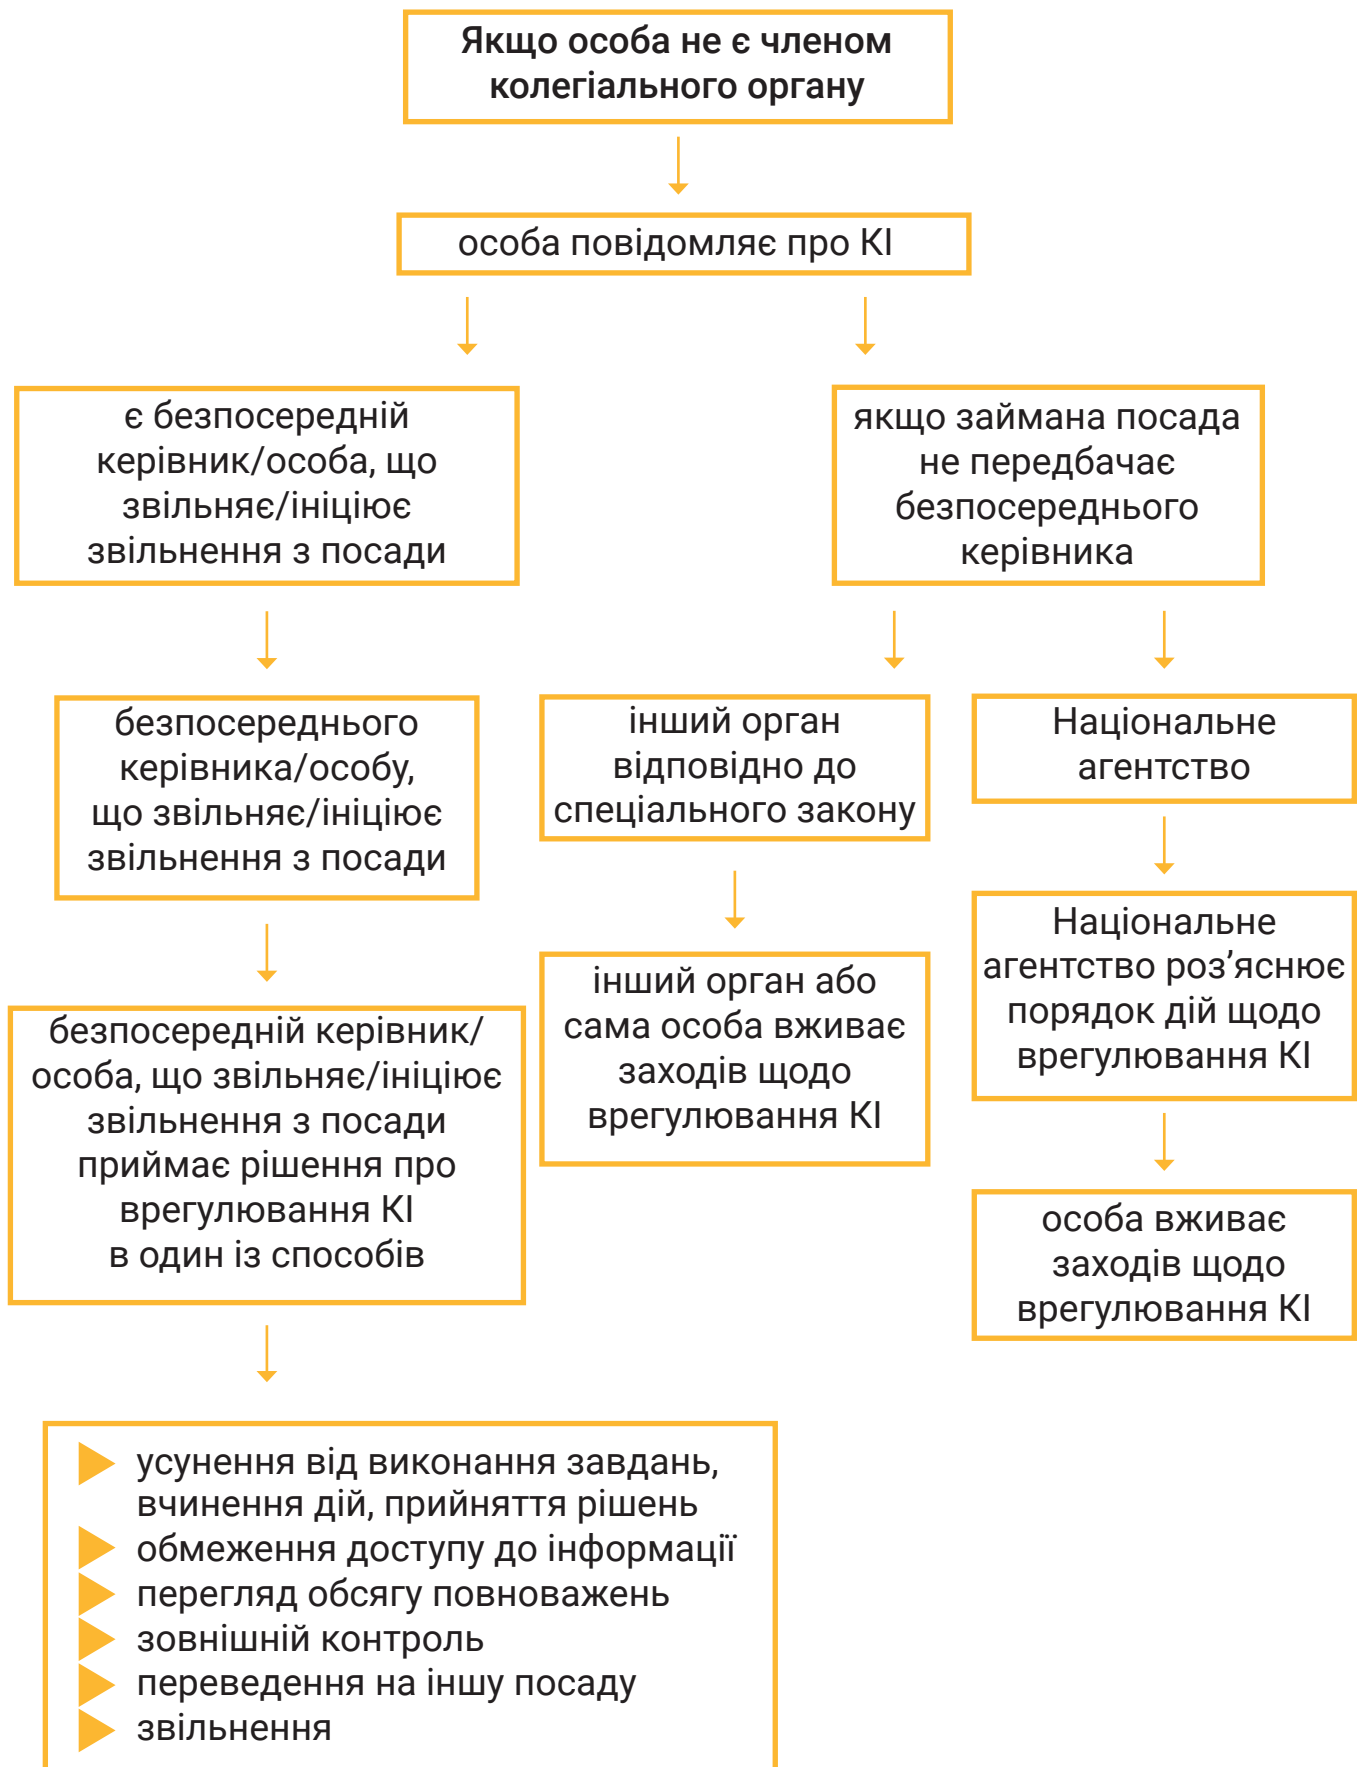 Якщо особа не є членом
колегіального органу
особа повідомляє про КІ
є безпосередній
керівник/особа, що
звільняє/ініціює
звільнення з посади
якщо займана посада
не передбачає
безпосереднього
керівника
безпосереднього
керівника/особу,
що звільняє/ініціює
звільнення з посади
інший орган
відповідно до
спеціального закону
Національне
агентство
безпосередній керівник/
особа, що звільняє/ініціює
звільнення з посади
приймає рішення про
врегулювання КІ
в один із способів
інший орган або
сама особа вживає
заходів щодо
врегулювання КІ
Національне
агентство роз’яснює
порядок дій щодо
врегулювання КІ
особа вживає
заходів щодо
врегулювання КІ
усунення від виконання завдань,
вчинення дій, прийняття рішень
обмеження доступу до інформації
перегляд обсягу повноважень
зовнішній контроль
переведення на іншу посаду
звільнення